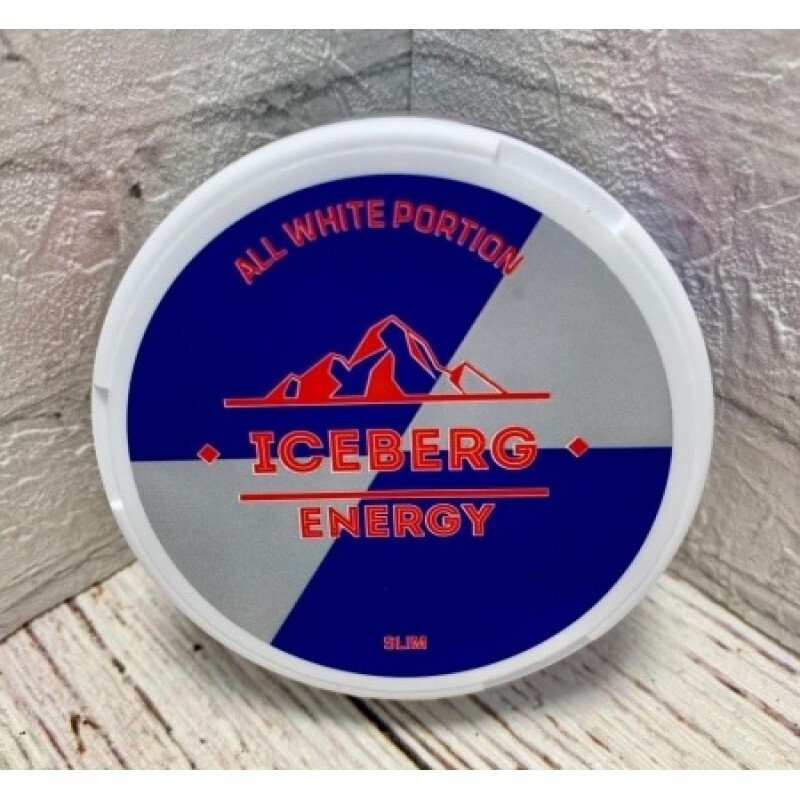 ALL WHITE PORTION
ICEBERG
ENERGY
SLIM